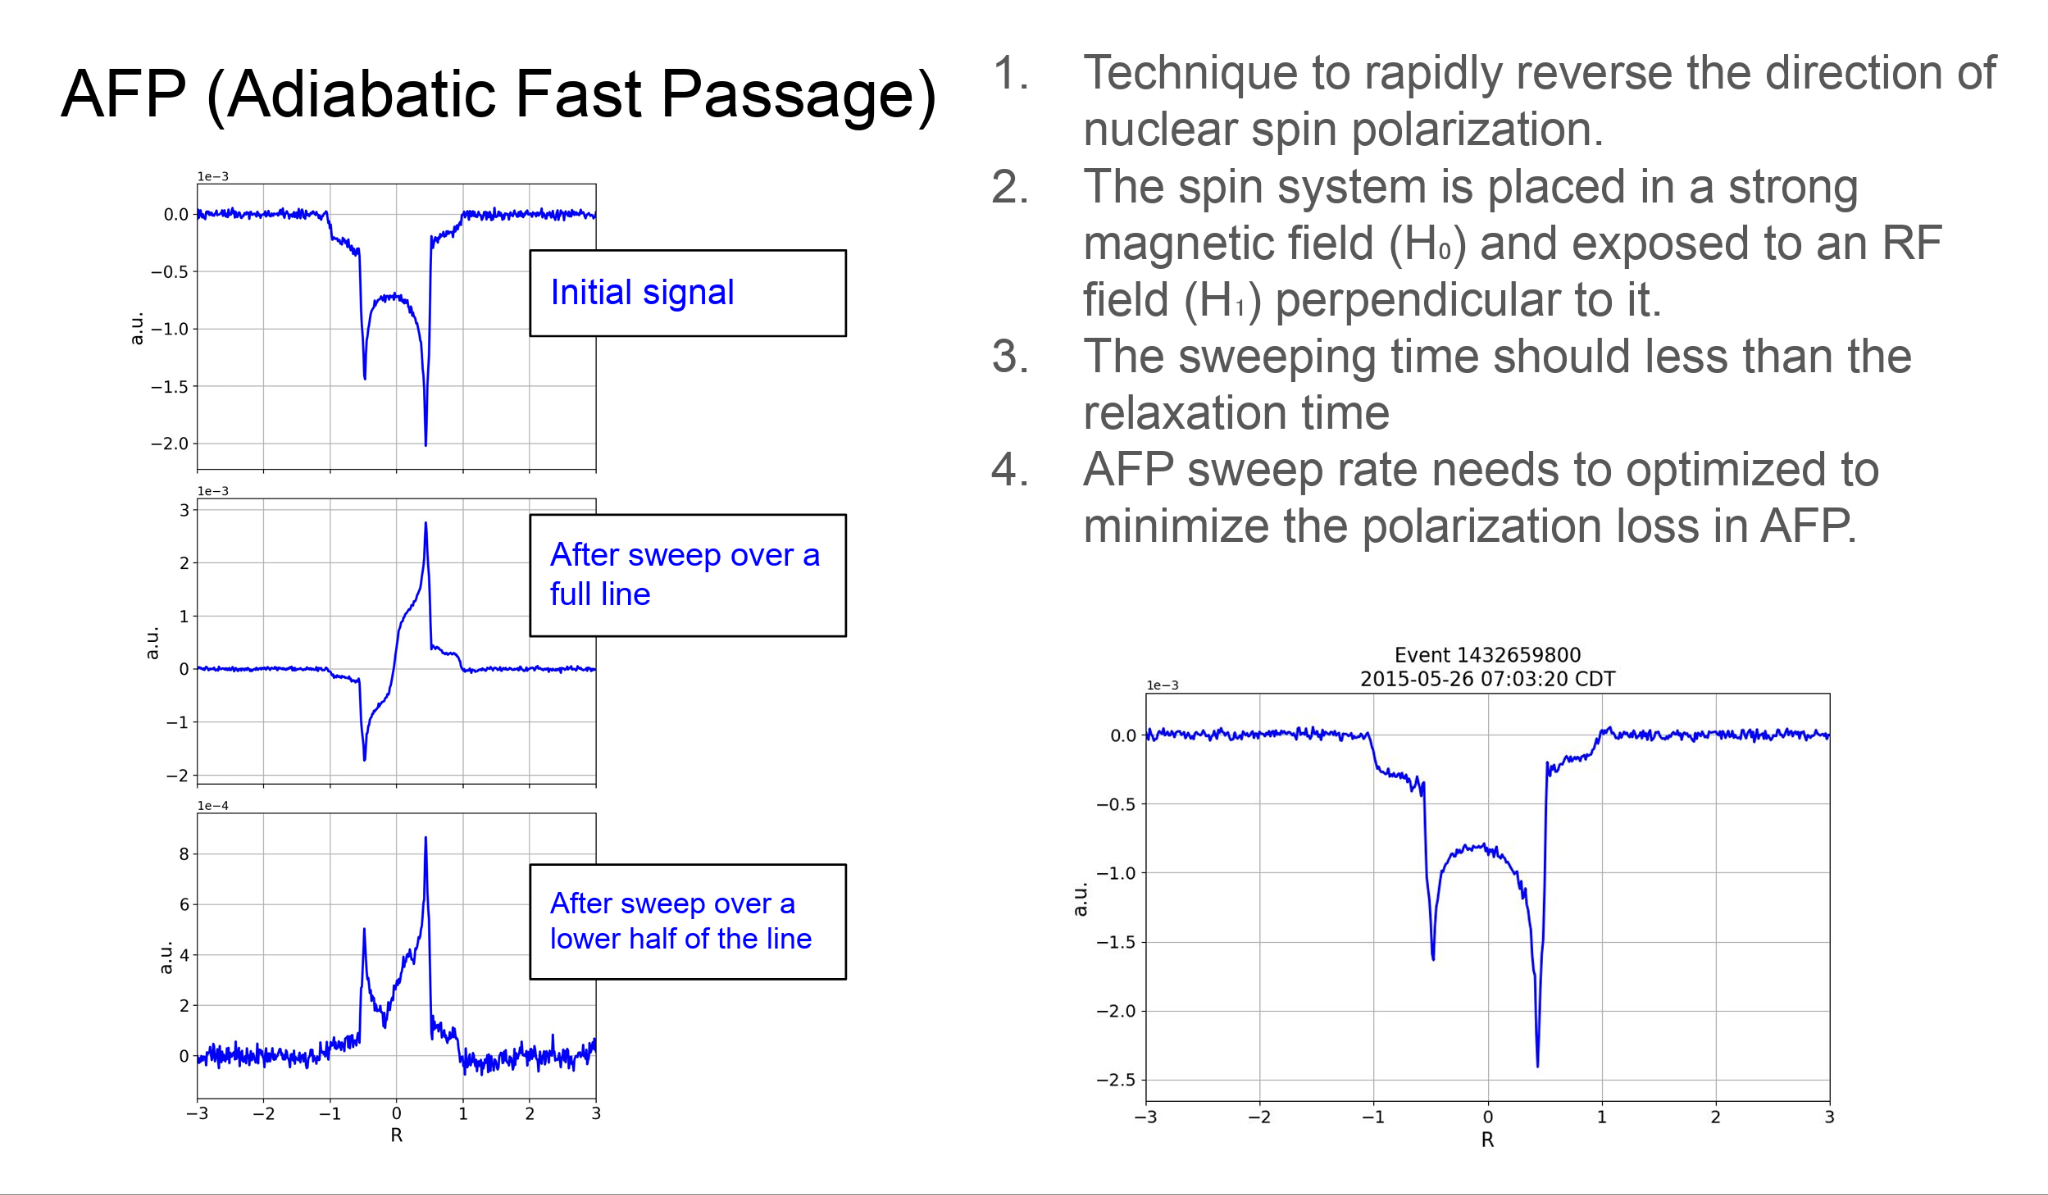 AFP (Adiabatic Fast Passage)
1e−3
0.0
−0.5
−1.0
−1.5
−2.0
a.u.
Initial signal
1e−3
3
2
1
0
−1
−2
a.u.
After sweep over a
full line
1e−4
8
6
4
2
0
a.u.
After sweep over a
lower half of the line
−3 −2 −1 0 1 2 3
R
1. Technique to rapidly reverse the direction of
nuclear spin polarization.
2. The spin system is placed in a strong
magnetic field (H₀) and exposed to an RF
field (H₁) perpendicular to it.
3. The sweeping time should less than the
relaxation time
4. AFP sweep rate needs to optimized to
minimize the polarization loss in AFP.
Event 1432659800
2015-05-26 07:03:20 CDT
1e−3
0.0
−0.5
−1.0
−1.5
−2.0
−2.5
a.u.
−3 −2 −1 0 1 2 3
R